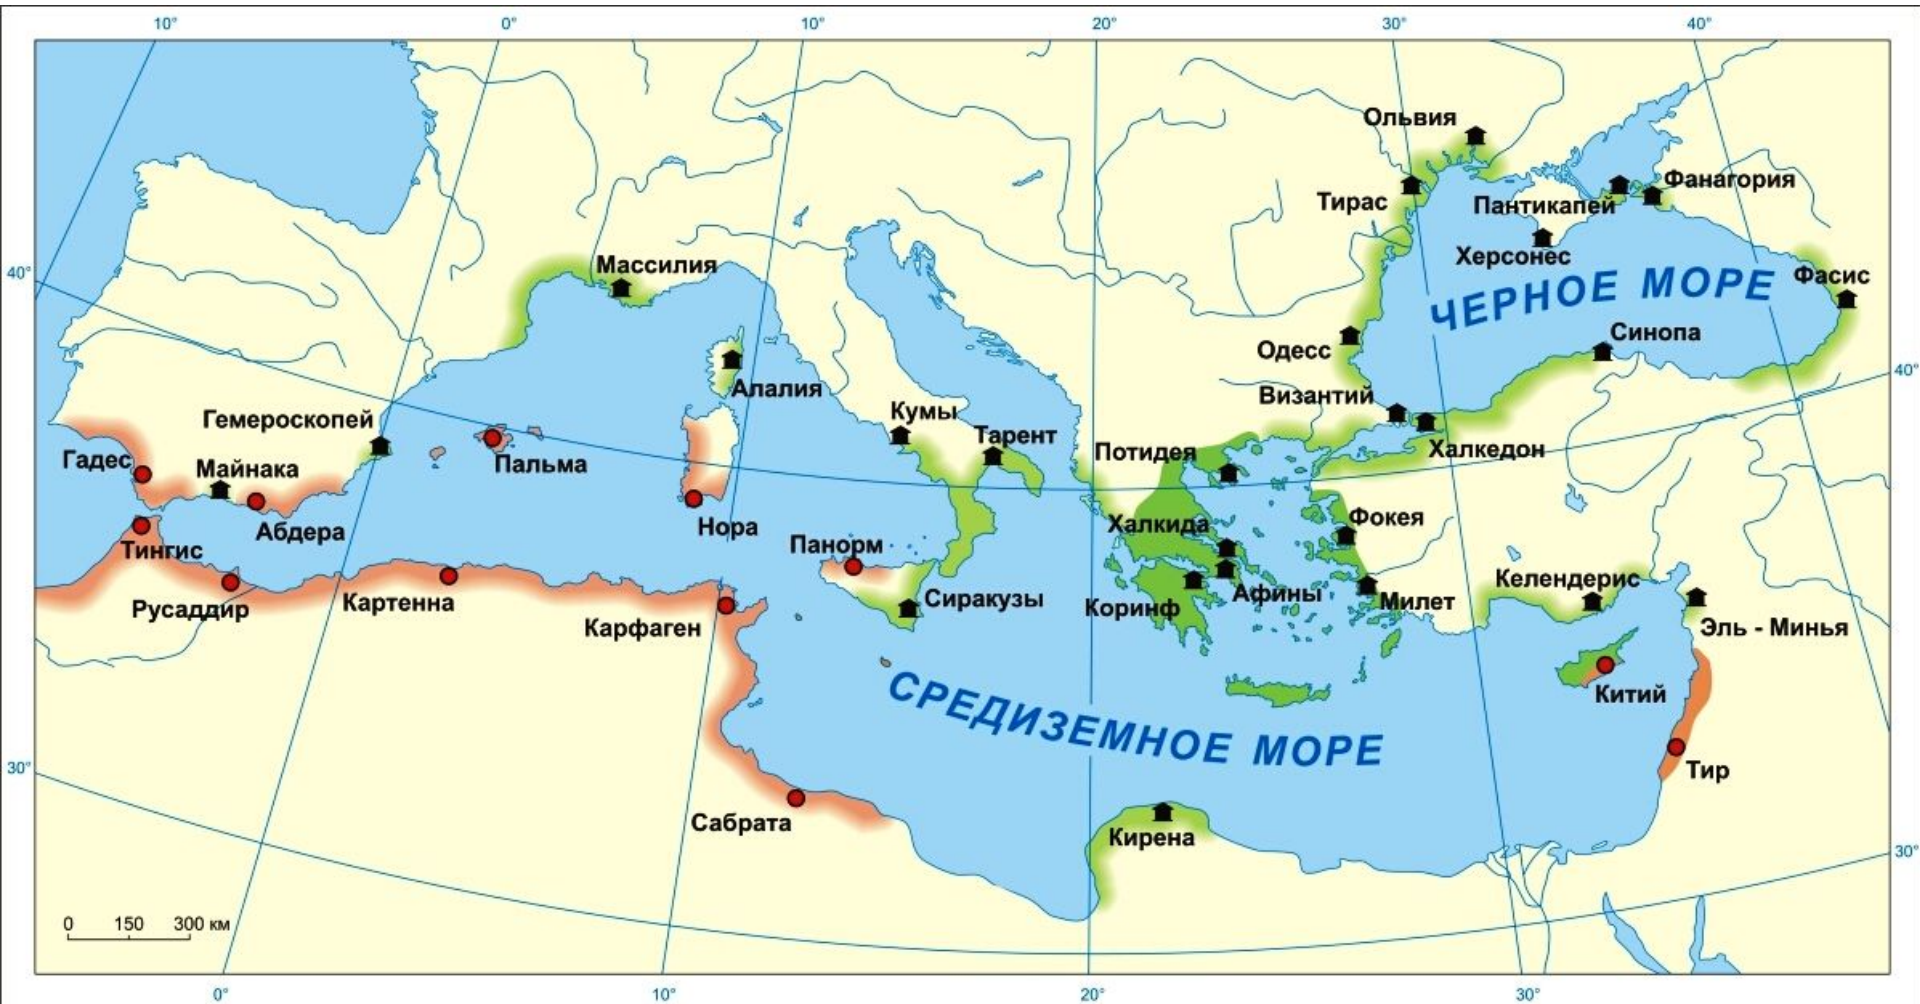 10° 0° 10° 20° 30° 40°
Ольвия
Фанагория
Тирас
Пантикапей
Херсонес
Массилия
40°
Фасис
ЧЕРНОЕ МОРЕ
Синопа
Одесс
40°
Алалия
Византий
Кумы
Гемероскопей
Тарент
Потидея
Халкедон
Гадес
Майнака
Пальма
Фокея
Нора
Халкида
Абдера
Панорм
Тингис
Келендерис
Афины
Сиракузы
Милет
Картенна
Русаддир
Коринф
Карфаген
Эль - Минья
Китий
СРЕДИЗЕМНОЕ МОРЕ
30°
Тир
Сабрата
Кирена
30°
0 150 300 км
0° 10° 20° 30°